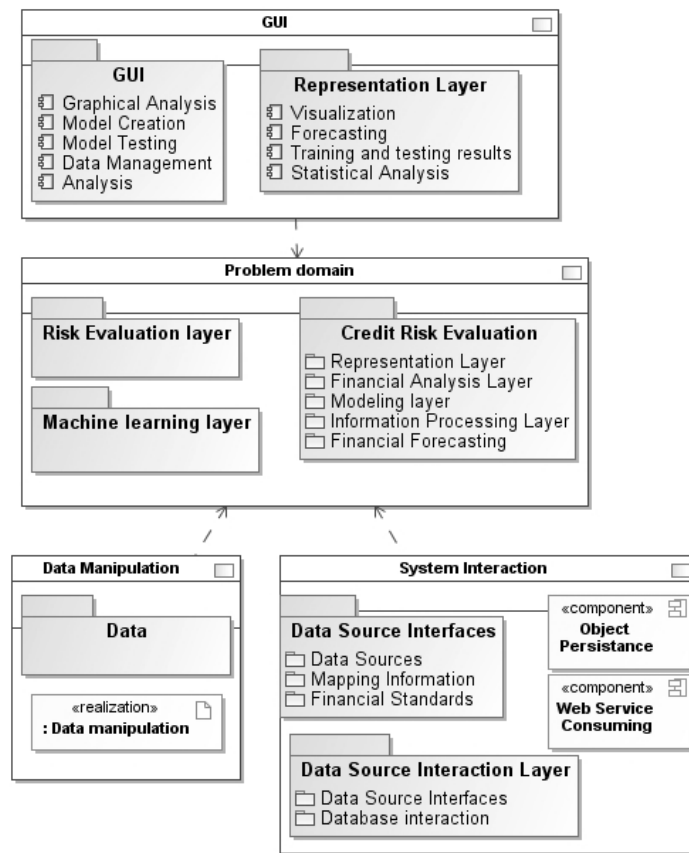 GUI
GUI
Graphical Analysis
Model Creation
Model Testing
Data Management
Analysis
Representation Layer
Visualization
Forecasting
Training and testing results
Statistical Analysis
Problem domain
Risk Evaluation layer
Machine learning layer
Credit Risk Evaluation
Representation Layer
Financial Analysis Layer
Modeling layer
Information Processing Layer
Financial Forecasting
Data Manipulation
Data
«realization»
: Data manipulation
System Interaction
Data Source Interfaces
Data Sources
Mapping Information
Financial Standards
«component»
Object
Persistance
«component»
Web Service
Consuming
Data Source Interaction Layer
Data Source Interfaces
Database interaction